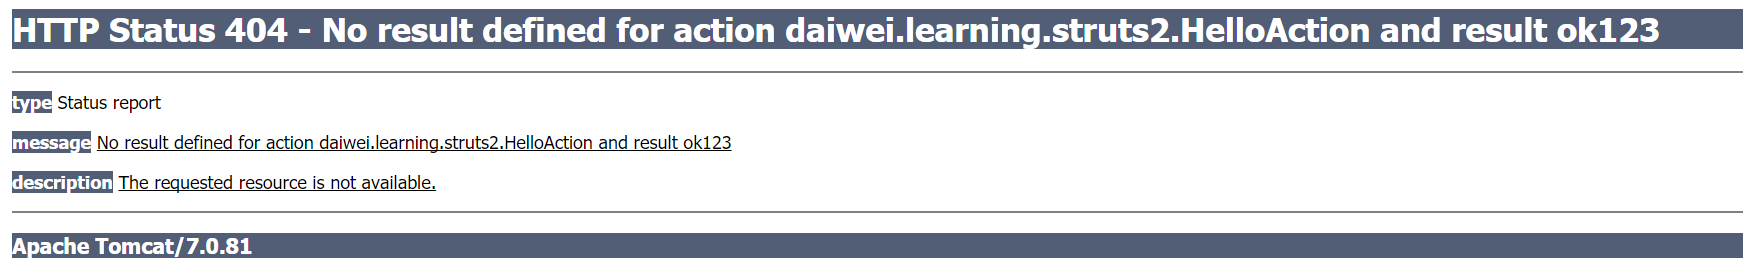 HTTP Status 404 - No result defined for action daiwei.learning.struts2.HelloAction and result ok123
type Status report
message No result defined for action daiwei.learning.struts2.HelloAction and result ok123
description The requested resource is not available.
Apache Tomcat/7.0.81